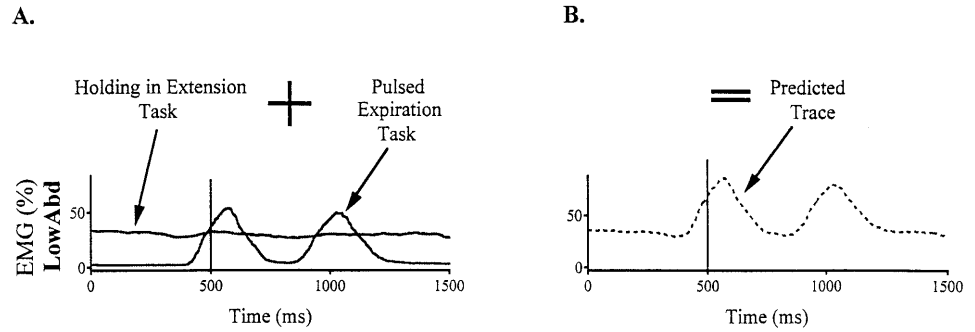 A.
Holding in Extension
Task
Pulsed
Expiration
Task
EMG (%)
LowAbd
50
0
0
500
1000
1500
Time (ms)
B.
Predicted
Trace
50
0
0
500
1000
1500
Time (ms)